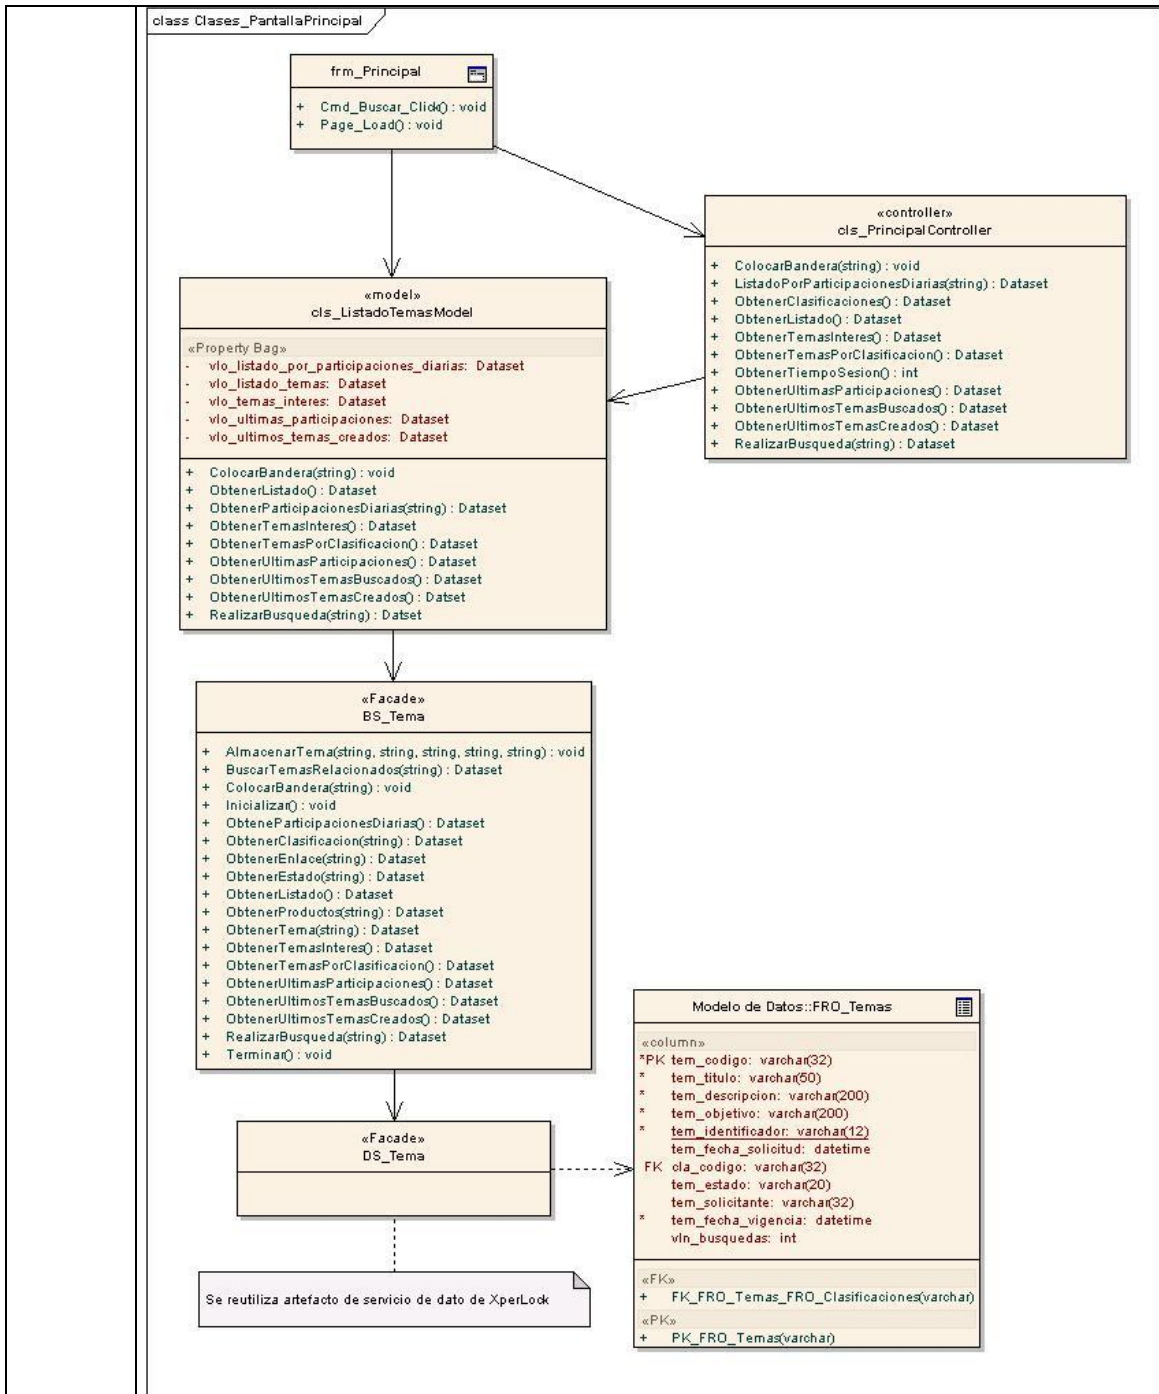 class Clases_PantallaPrincipal
frm_Principal
+ Cmd_Buscar_Click() : void
+ Page_Load() : void
«controller»
cls_PrincipalController
+ ColocarBandera(string) : void
+ ListadoPorParticipacionesDiarias(string) : Dataset
+ ObtenerClasificaciones() : Dataset
+ ObtenerListado() : Dataset
+ ObtenerTemasInteres() : Dataset
+ ObtenerTemasPorClasificacion() : Dataset
+ ObtenerTiempoSesion() : int
+ ObtenerUltimasParticipaciones() : Dataset
+ ObtenerUltimosTemasBuscados() : Dataset
+ ObtenerUltimosTemasCreados() : Dataset
+ RealizarBusqueda(string) : Dataset
«model»
cls_ListadoTemasModel
«Property Bag»
- vlo_listado_por_participaciones_diarias: Dataset
- vlo_listado_temas: Dataset
- vlo_temas_interes: Dataset
- vlo_ultimas_participaciones: Dataset
- vlo_ultimos_temas_creados: Dataset
+ ColocarBandera(string) : void
+ ObtenerListado() : Dataset
+ ObtenerParticipacionesDiarias(string) : Dataset
+ ObtenerTemasInteres() : Dataset
+ ObtenerTemasPorClasificacion() : Dataset
+ ObtenerUltimasParticipaciones() : Dataset
+ ObtenerUltimosTemasBuscados() : Dataset
+ ObtenerUltimosTemasCreados() : Datset
+ RealizarBusqueda(string) : Datset
«Facade»
BS_Tema
+ AlmacenarTema(string, string, string, string, string) : void
+ BuscarTemasRelacionados(string) : Dataset
+ ColocarBandera(string) : void
+ Inicializar() : void
+ ObteneParticipacionesDiarias() : Dataset
+ ObtenerClasificacion(string) : Dataset
+ ObtenerEnlace(string) : Dataset
+ ObtenerEstado(string) : Dataset
+ ObtenerListado() : Dataset
+ ObtenerProductos(string) : Dataset
+ ObtenerTema(string) : Dataset
+ ObtenerTemasInteres() : Dataset
+ ObtenerTemasPorClasificacion() : Dataset
+ ObtenerUltimasParticipaciones() : Dataset
+ ObtenerUltimosTemasBuscados() : Dataset
+ ObtenerUltimosTemasCreados() : Dataset
+ RealizarBusqueda(string) : Dataset
+ Terminar() : void
Modelo de Datos::FRO_Temas
«column»
*PK tem_codigo: varchar(32)
* tem_titulo: varchar(50)
* tem_descripcion: varchar(200)
* tem_objetivo: varchar(200)
* tem_identificador: varchar(12)
tem_fecha_solicitud: datetime
FK cla_codigo: varchar(32)
tem_estado: varchar(20)
tem_solicitante: varchar(32)
* tem_fecha_vigencia: datetime
vln_busquedas: int
«FK»
+ FK_FRO_Temas_FRO_Clasificaciones(varchar)
«PK»
+ PK_FRO_Temas(varchar)
«Facade»
DS_Tema
Se reutiliza artefacto de servicio de dato de XperLock